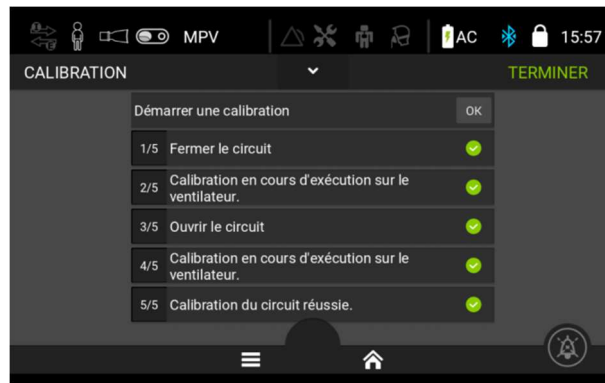 MPV
AC
15:57
CALIBRATION
TERMINER
Démarrer une calibration
OK
1/5 Fermer le circuit
2/5 Calibration en cours d'exécution sur le
ventilateur.
3/5 Ouvrir le circuit
4/5 Calibration en cours d'exécution sur le
ventilateur.
5/5 Calibration du circuit réussie.